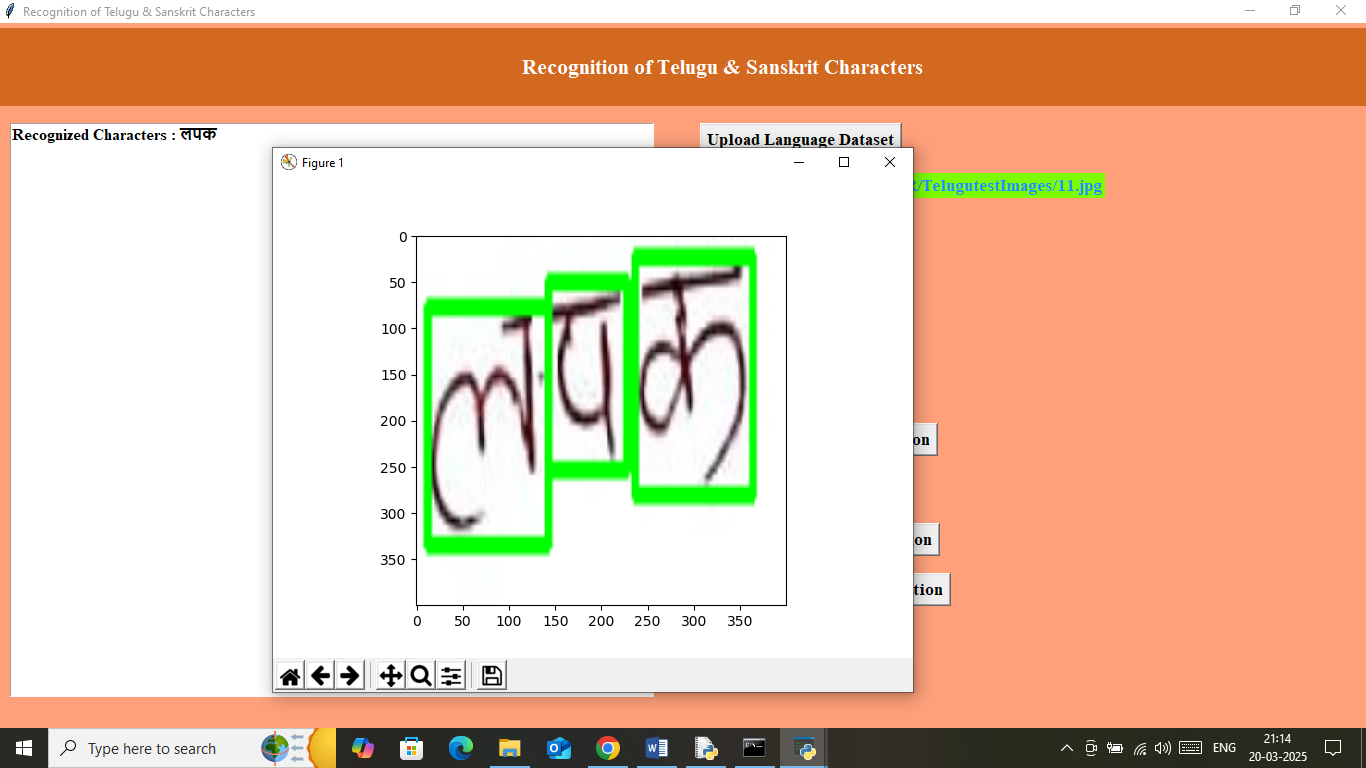 Recognition of Telugu & Sanskrit Characters
Recognition of Telugu & Sanskrit Characters
Recognized Characters : लपक
Upload Language Dataset
/TelugutestImages/11.jpg
Figure 1
लपक
0
50
100
150
200
250
300
350
0 50 100 150 200 250 300 350
on
on
tion
Type here to search
ENG
21:14
20-03-2025